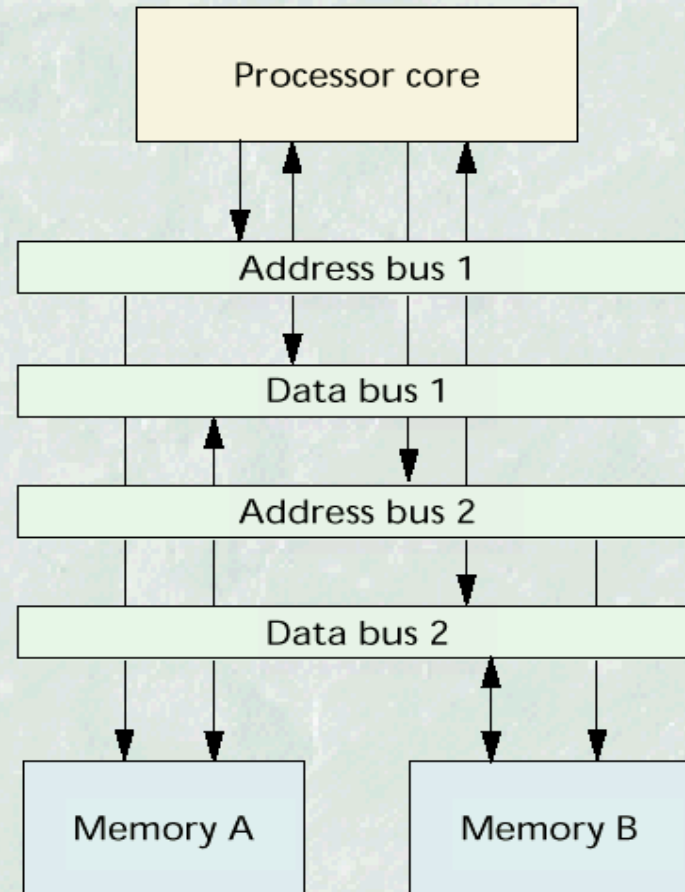 Processor core
Address bus 1
Data bus 1
Address bus 2
Data bus 2
Memory A
Memory B